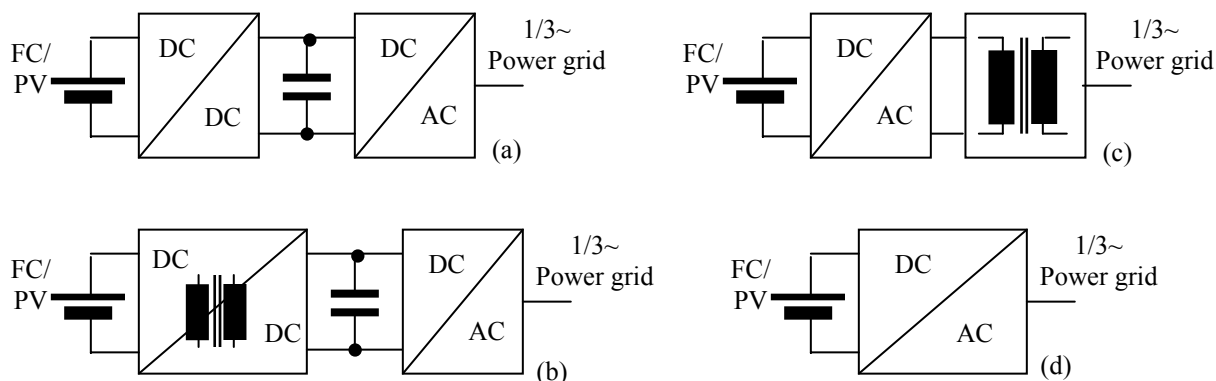 FC/
PV
DC
DC
DC
AC
1/3~
Power grid
(a)
FC/
PV
DC
DC
DC
AC
1/3~
Power grid
(b)
FC/
PV
DC
AC
1/3~
Power grid
(c)
FC/
PV
DC
AC
1/3~
Power grid
(d)